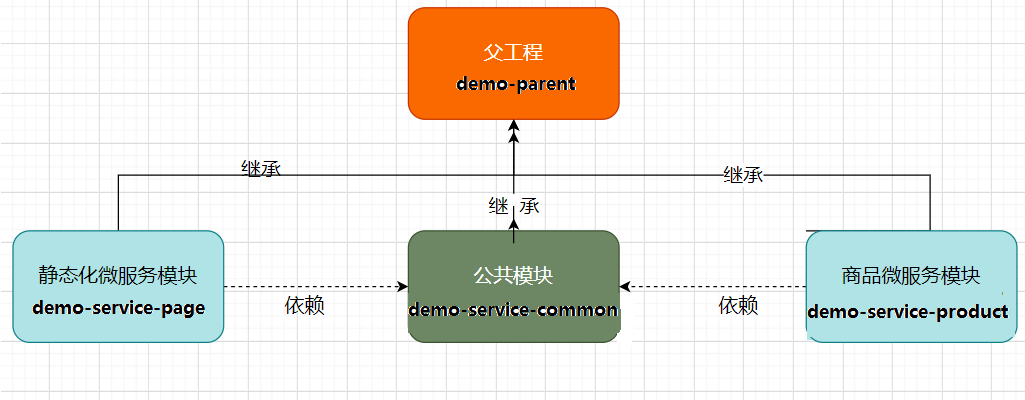 父工程
demo-parent
继承
继承
继 承
静态化微服务模块
demo-service-page
依赖
公共模块
demo-service-common
依赖
商品微服务模块
demo-service-product